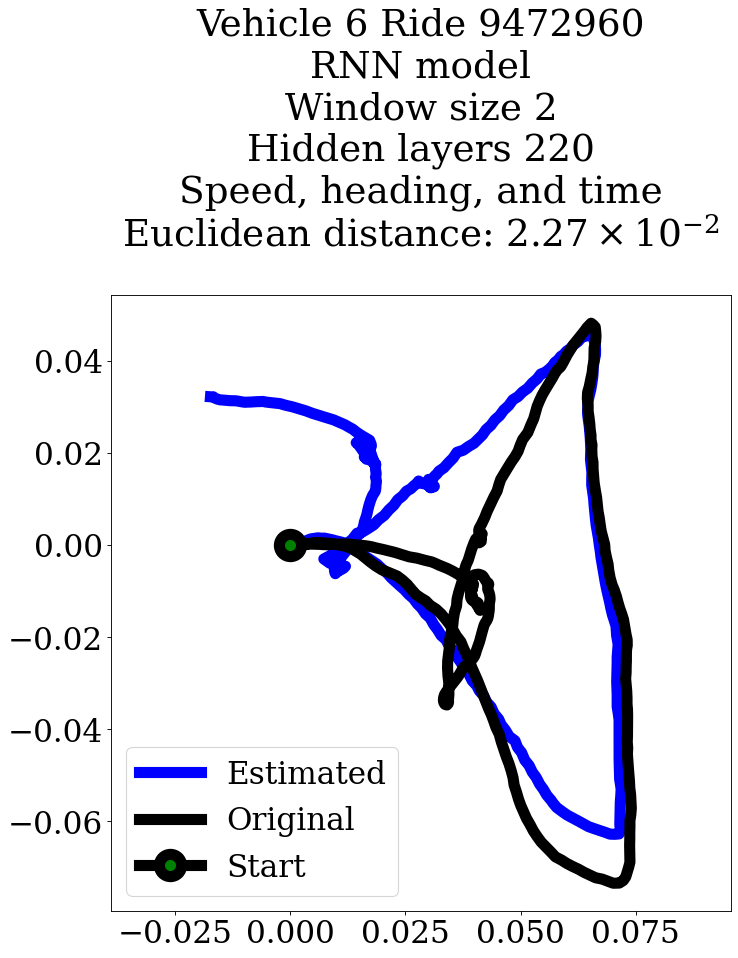 Vehicle 6 Ride 9472960
RNN model
Window size 2
Hidden layers 220
Speed, heading, and time
Euclidean distance: 2.27 × 10⁻²
0.04
0.02
0.00
−0.02
−0.04
−0.06
Estimated
Original
Start
−0.025 0.000 0.025 0.050 0.075